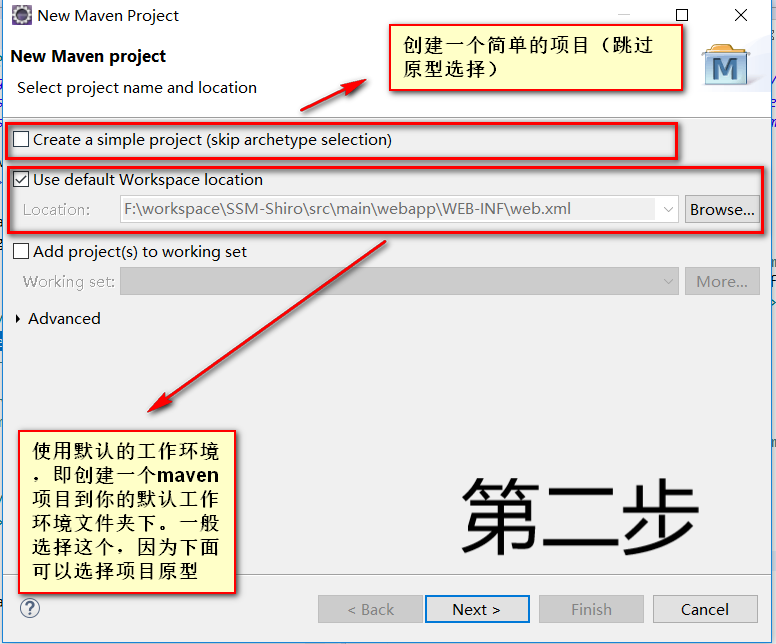 New Maven Project
New Maven project
Select project name and location
创建一个简单的项目（跳过
原型选择）
M
Create a simple project (skip archetype selection)
Use default Workspace location
Location:
F:\workspace\SSM-Shiro\src\main\webapp\WEB-INF\web.xml
Browse...
Add project(s) to working set
Working set:
More...
Advanced
使用默认的工作环境
，即创建一个maven
项目到你的默认工作
环境文件夹下。一般
选择这个，因为下面
可以选择项目原型
第二步
?
< Back
Next >
Finish
Cancel